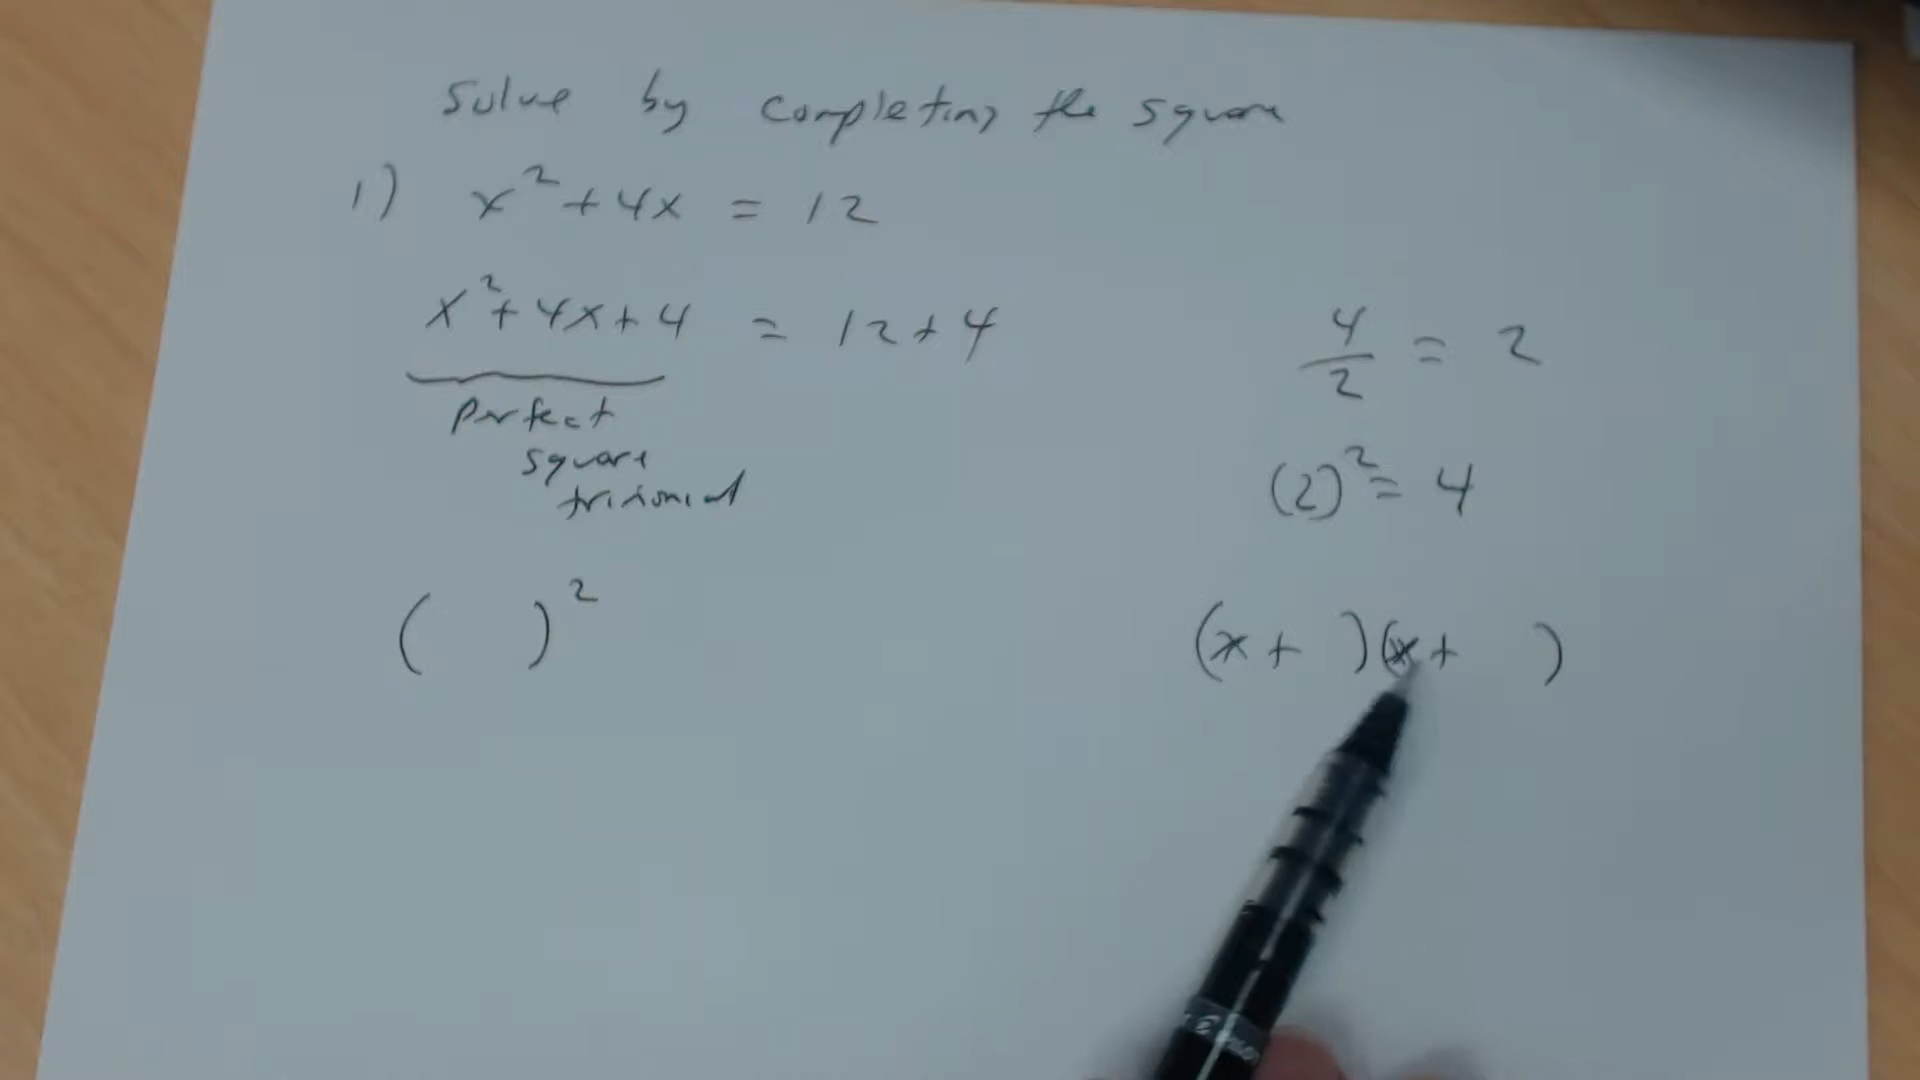 Solve by completing the square
1) x² + 4x = 12
x² + 4x + 4 = 12 + 4
perfect
square
trinomial
4/2 = 2
(2)² = 4
( )²
(x + )(x + )